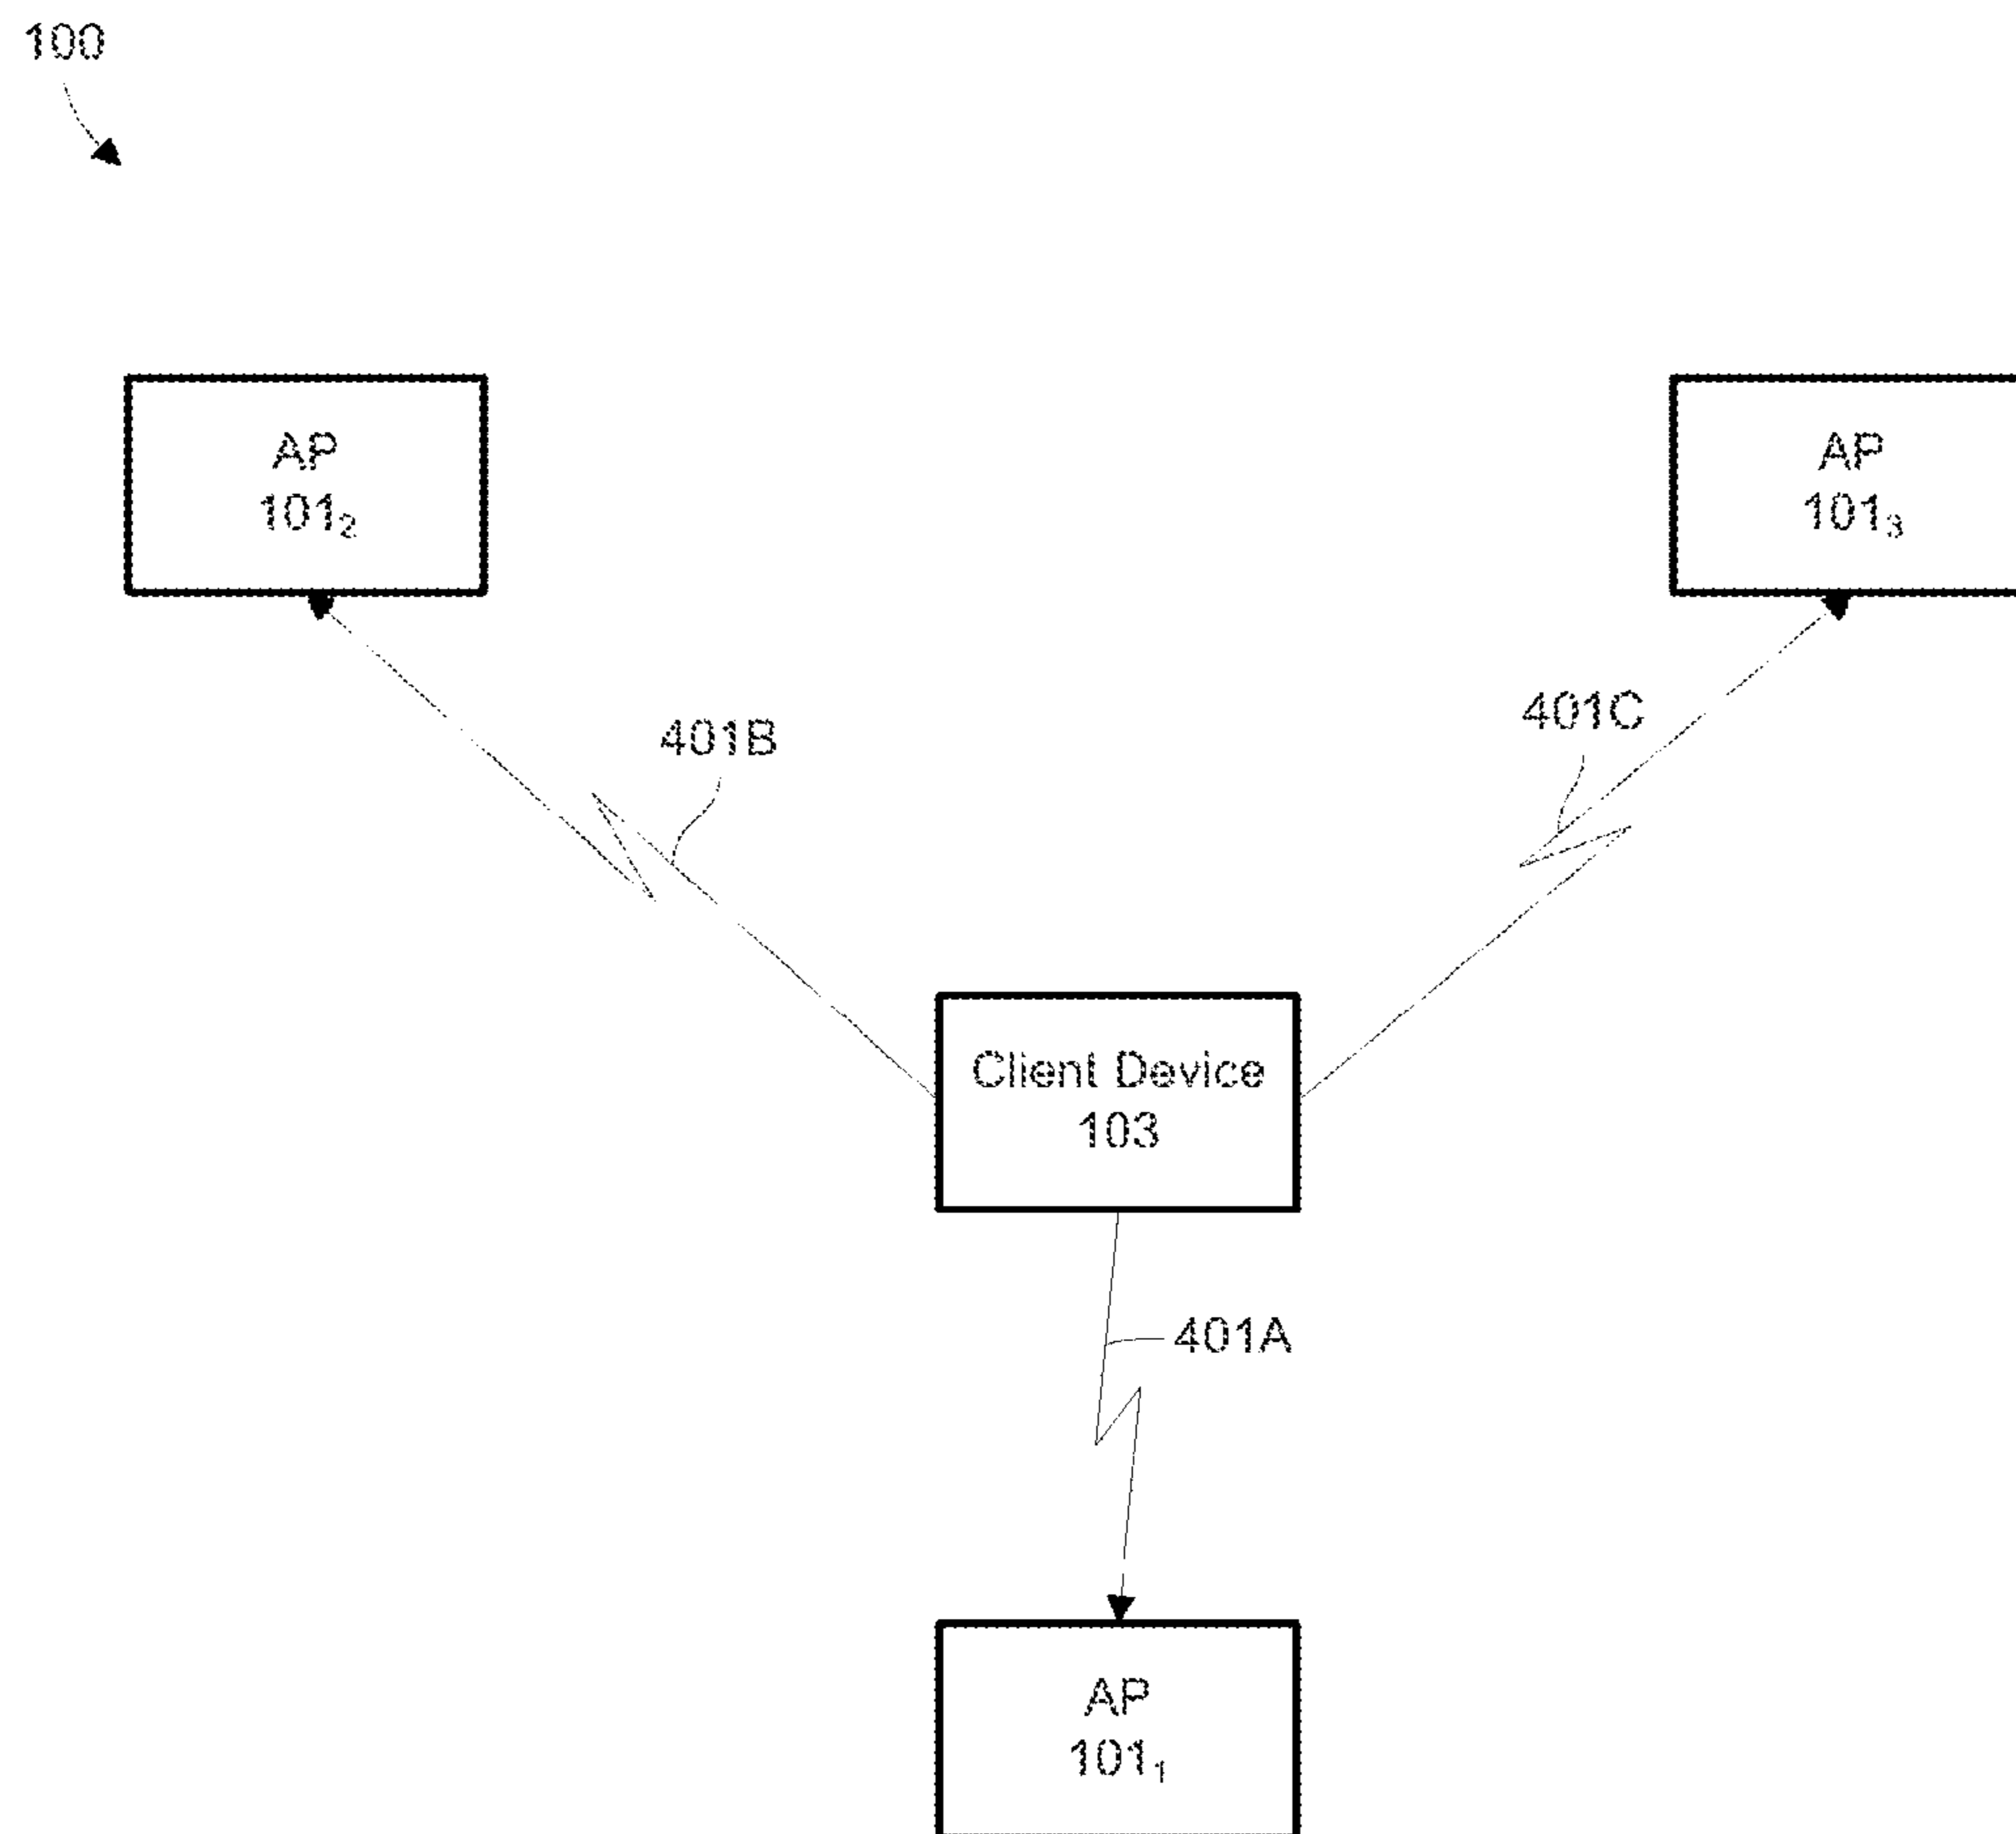 100
AP
101₂
AP
101₃
401B
401C
Client Device
103
401A
AP
101₁